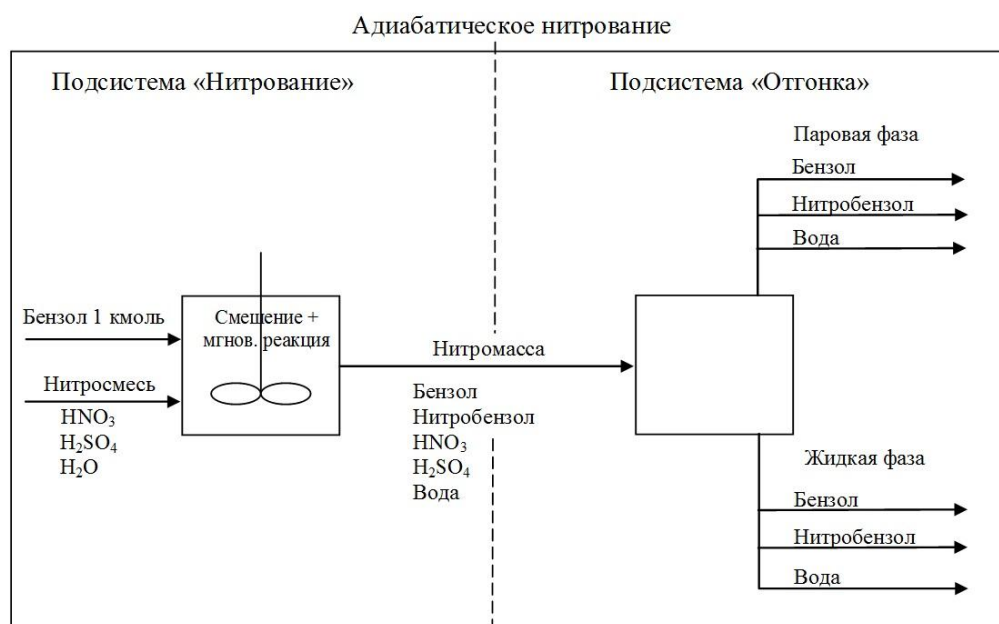 Адиабатическое нитрование
Подсистема «Нитрование»
Подсистема «Отгонка»
Паровая фаза
Бензол
Нитробензол
Вода
Бензол 1 кмоль
Нитросмесь
HNO₃
H₂SO₄
H₂O
Смешение +
мгнов. реакция
Нитромасса
Бензол
Нитробензол
HNO₃
H₂SO₄
Вода
Жидкая фаза
Бензол
Нитробензол
Вода